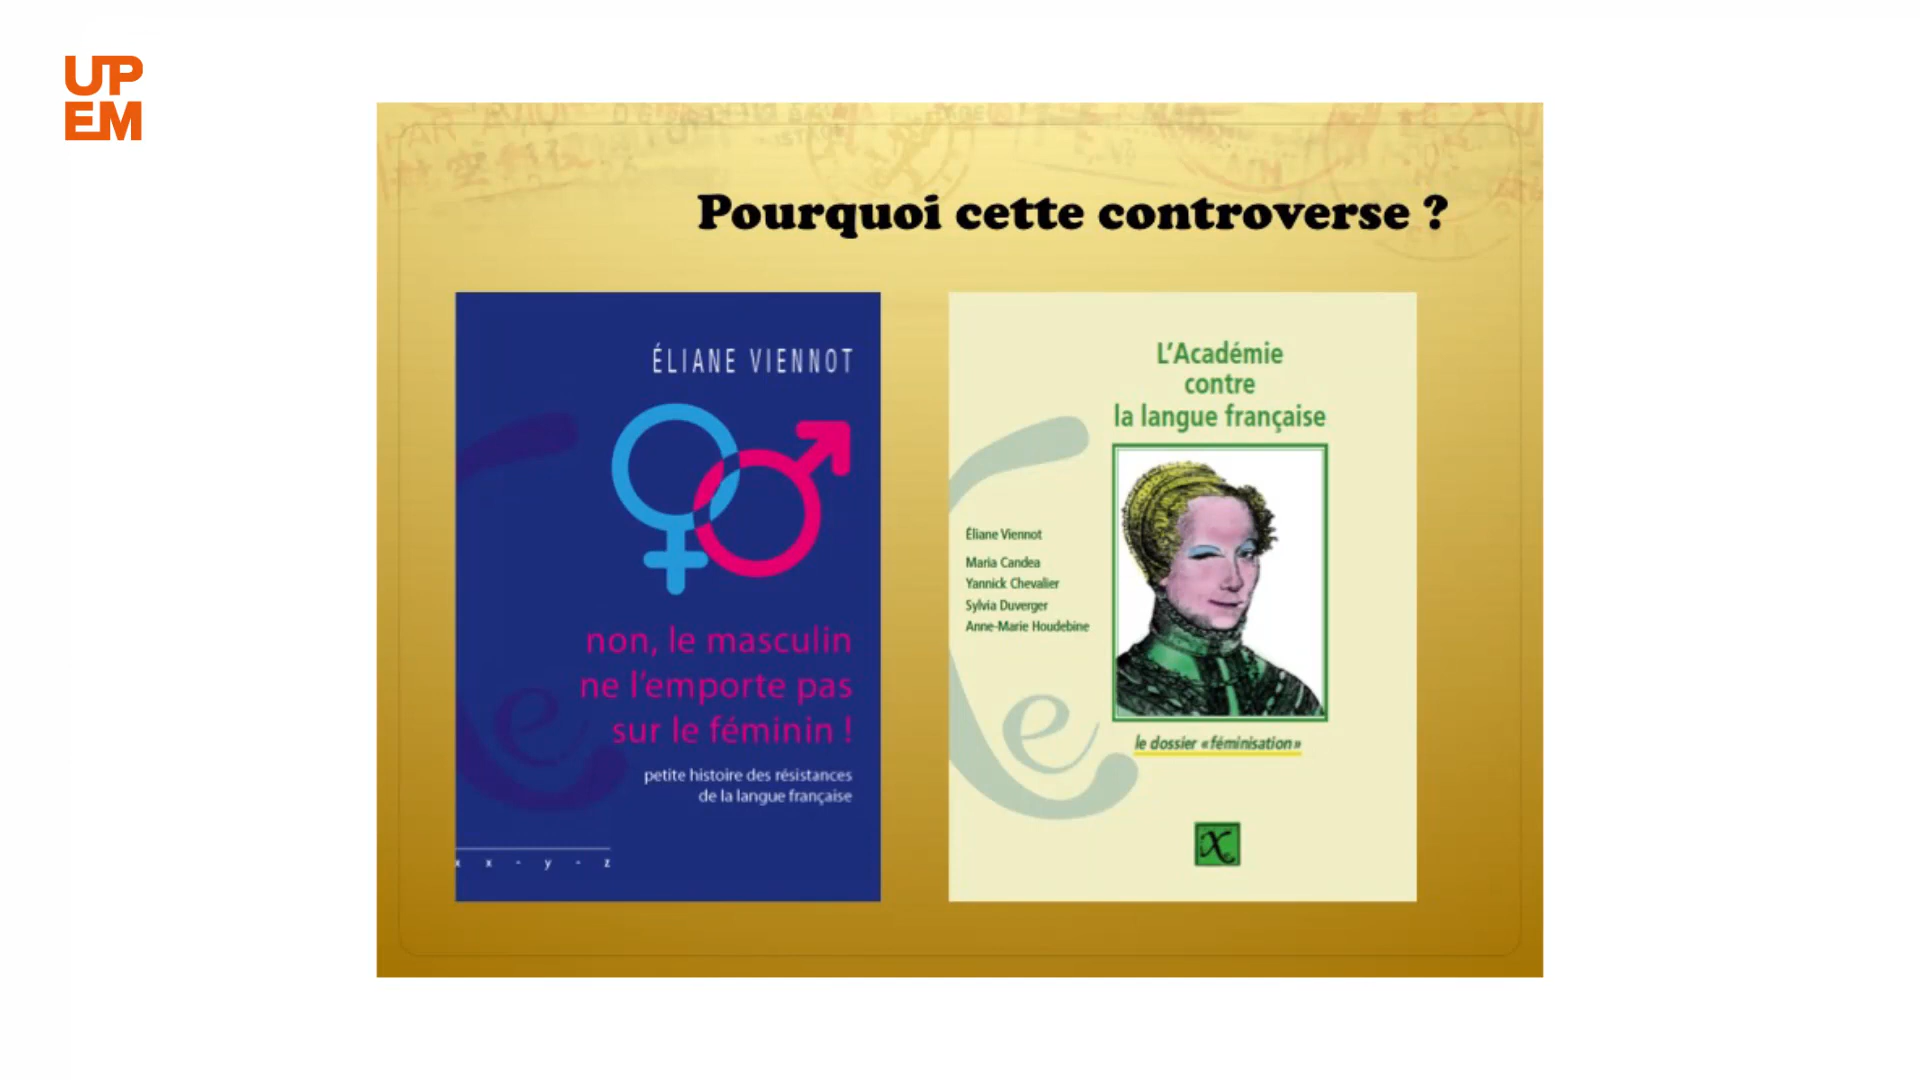 UP
EM
PAR AVION
Pourquoi cette controverse ?
ÉLIANE VIENNOT
non, le masculin
ne l'emporte pas
sur le féminin !
petite histoire des résistances
de la langue française
x x - y - z
L'Académie
contre
la langue française
Éliane Viennot
Maria Candea
Yannick Chevalier
Sylvia Duverger
Anne-Marie Houdebine
le dossier «féminisation»